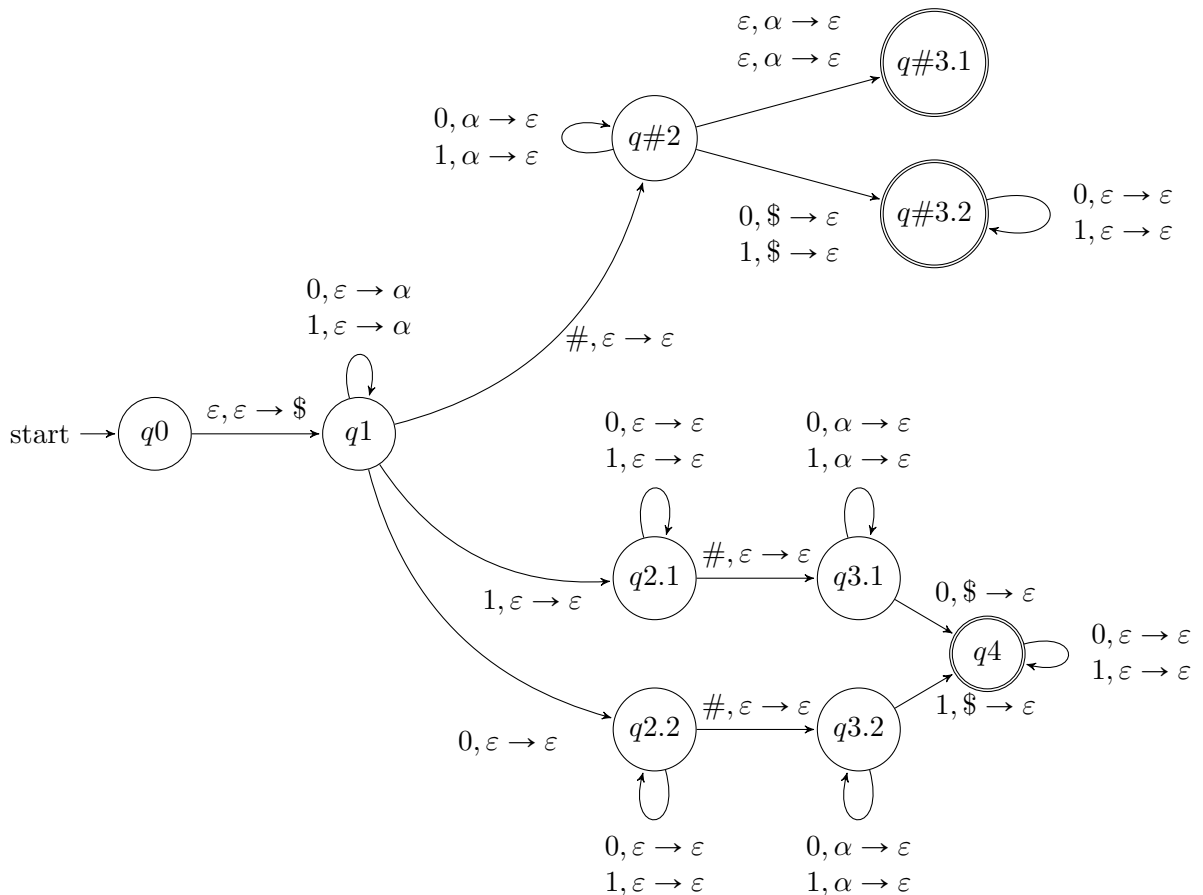 ε, α → ε
ε, α → ε
q#3.1
0, α → ε
1, α → ε
q#2
q#3.2
0, ε → ε
1, ε → ε
0, $ → ε
1, $ → ε
0, ε → α
1, ε → α
#, ε → ε
start
q0
ε, ε → $
q1
0, ε → ε
1, ε → ε
0, α → ε
1, α → ε
1, ε → ε
q2.1
#, ε → ε
q3.1
0, $ → ε
q4
0, ε → ε
1, ε → ε
0, ε → ε
q2.2
#, ε → ε
q3.2
1, $ → ε
0, ε → ε
1, ε → ε
0, α → ε
1, α → ε